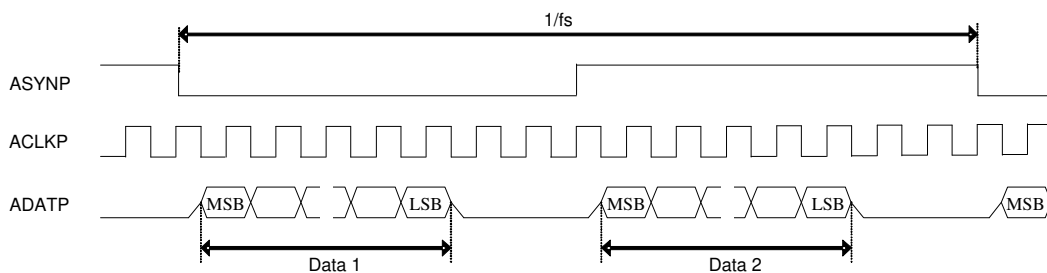 1/fs
ASYNP
ACLKP
ADATP
MSB
LSB
MSB
LSB
MSB
Data 1
Data 2